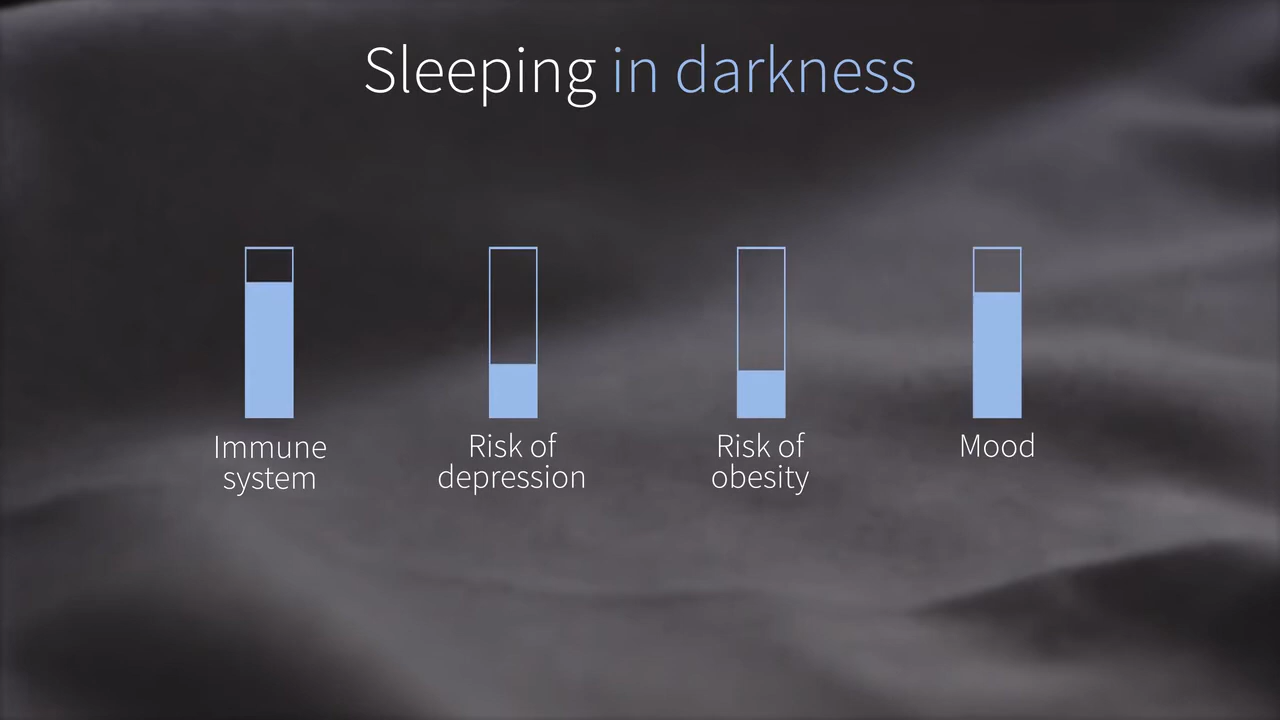 Sleeping in darkness
Immune
system
Risk of
depression
Risk of
obesity
Mood